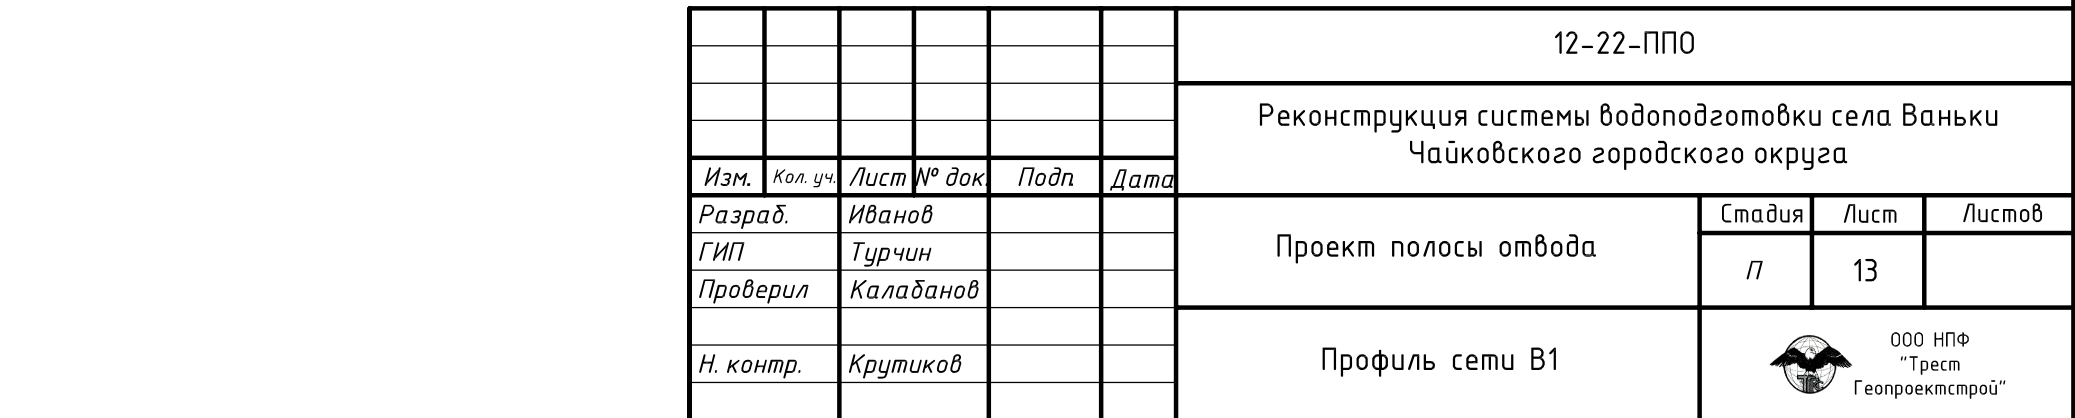 12-22-ППО
Реконструкция системы водоподготовки села Ваньки
Чайковского городского округа
Изм. Кол. уч. Лист № док. Подп. Дата
Разраб. Иванов
ГИП Турчин
Проверил Калабанов
Н. контр. Крутиков
Проект полосы отвода
Стадия Лист Листов
П 13
Профиль сети В1
ООО НПФ
"Трест
Геопроектстрой"